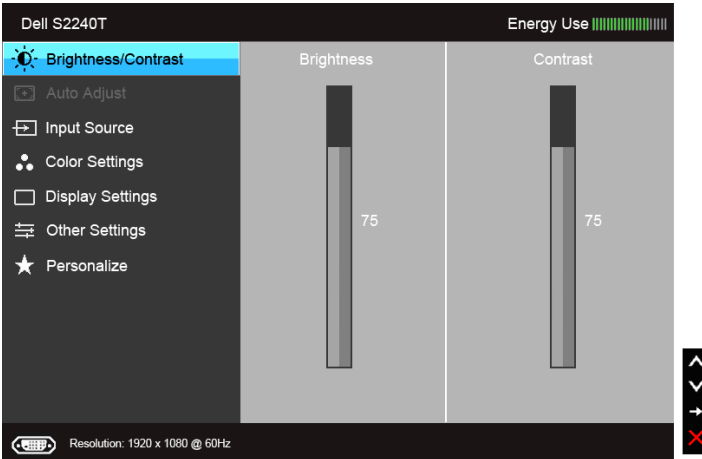 Dell S2240T
Energy Use
Brightness/Contrast
Brightness
Contrast
Auto Adjust
Input Source
Color Settings
Display Settings
75
75
Other Settings
Personalize
Resolution: 1920 x 1080 @ 60Hz